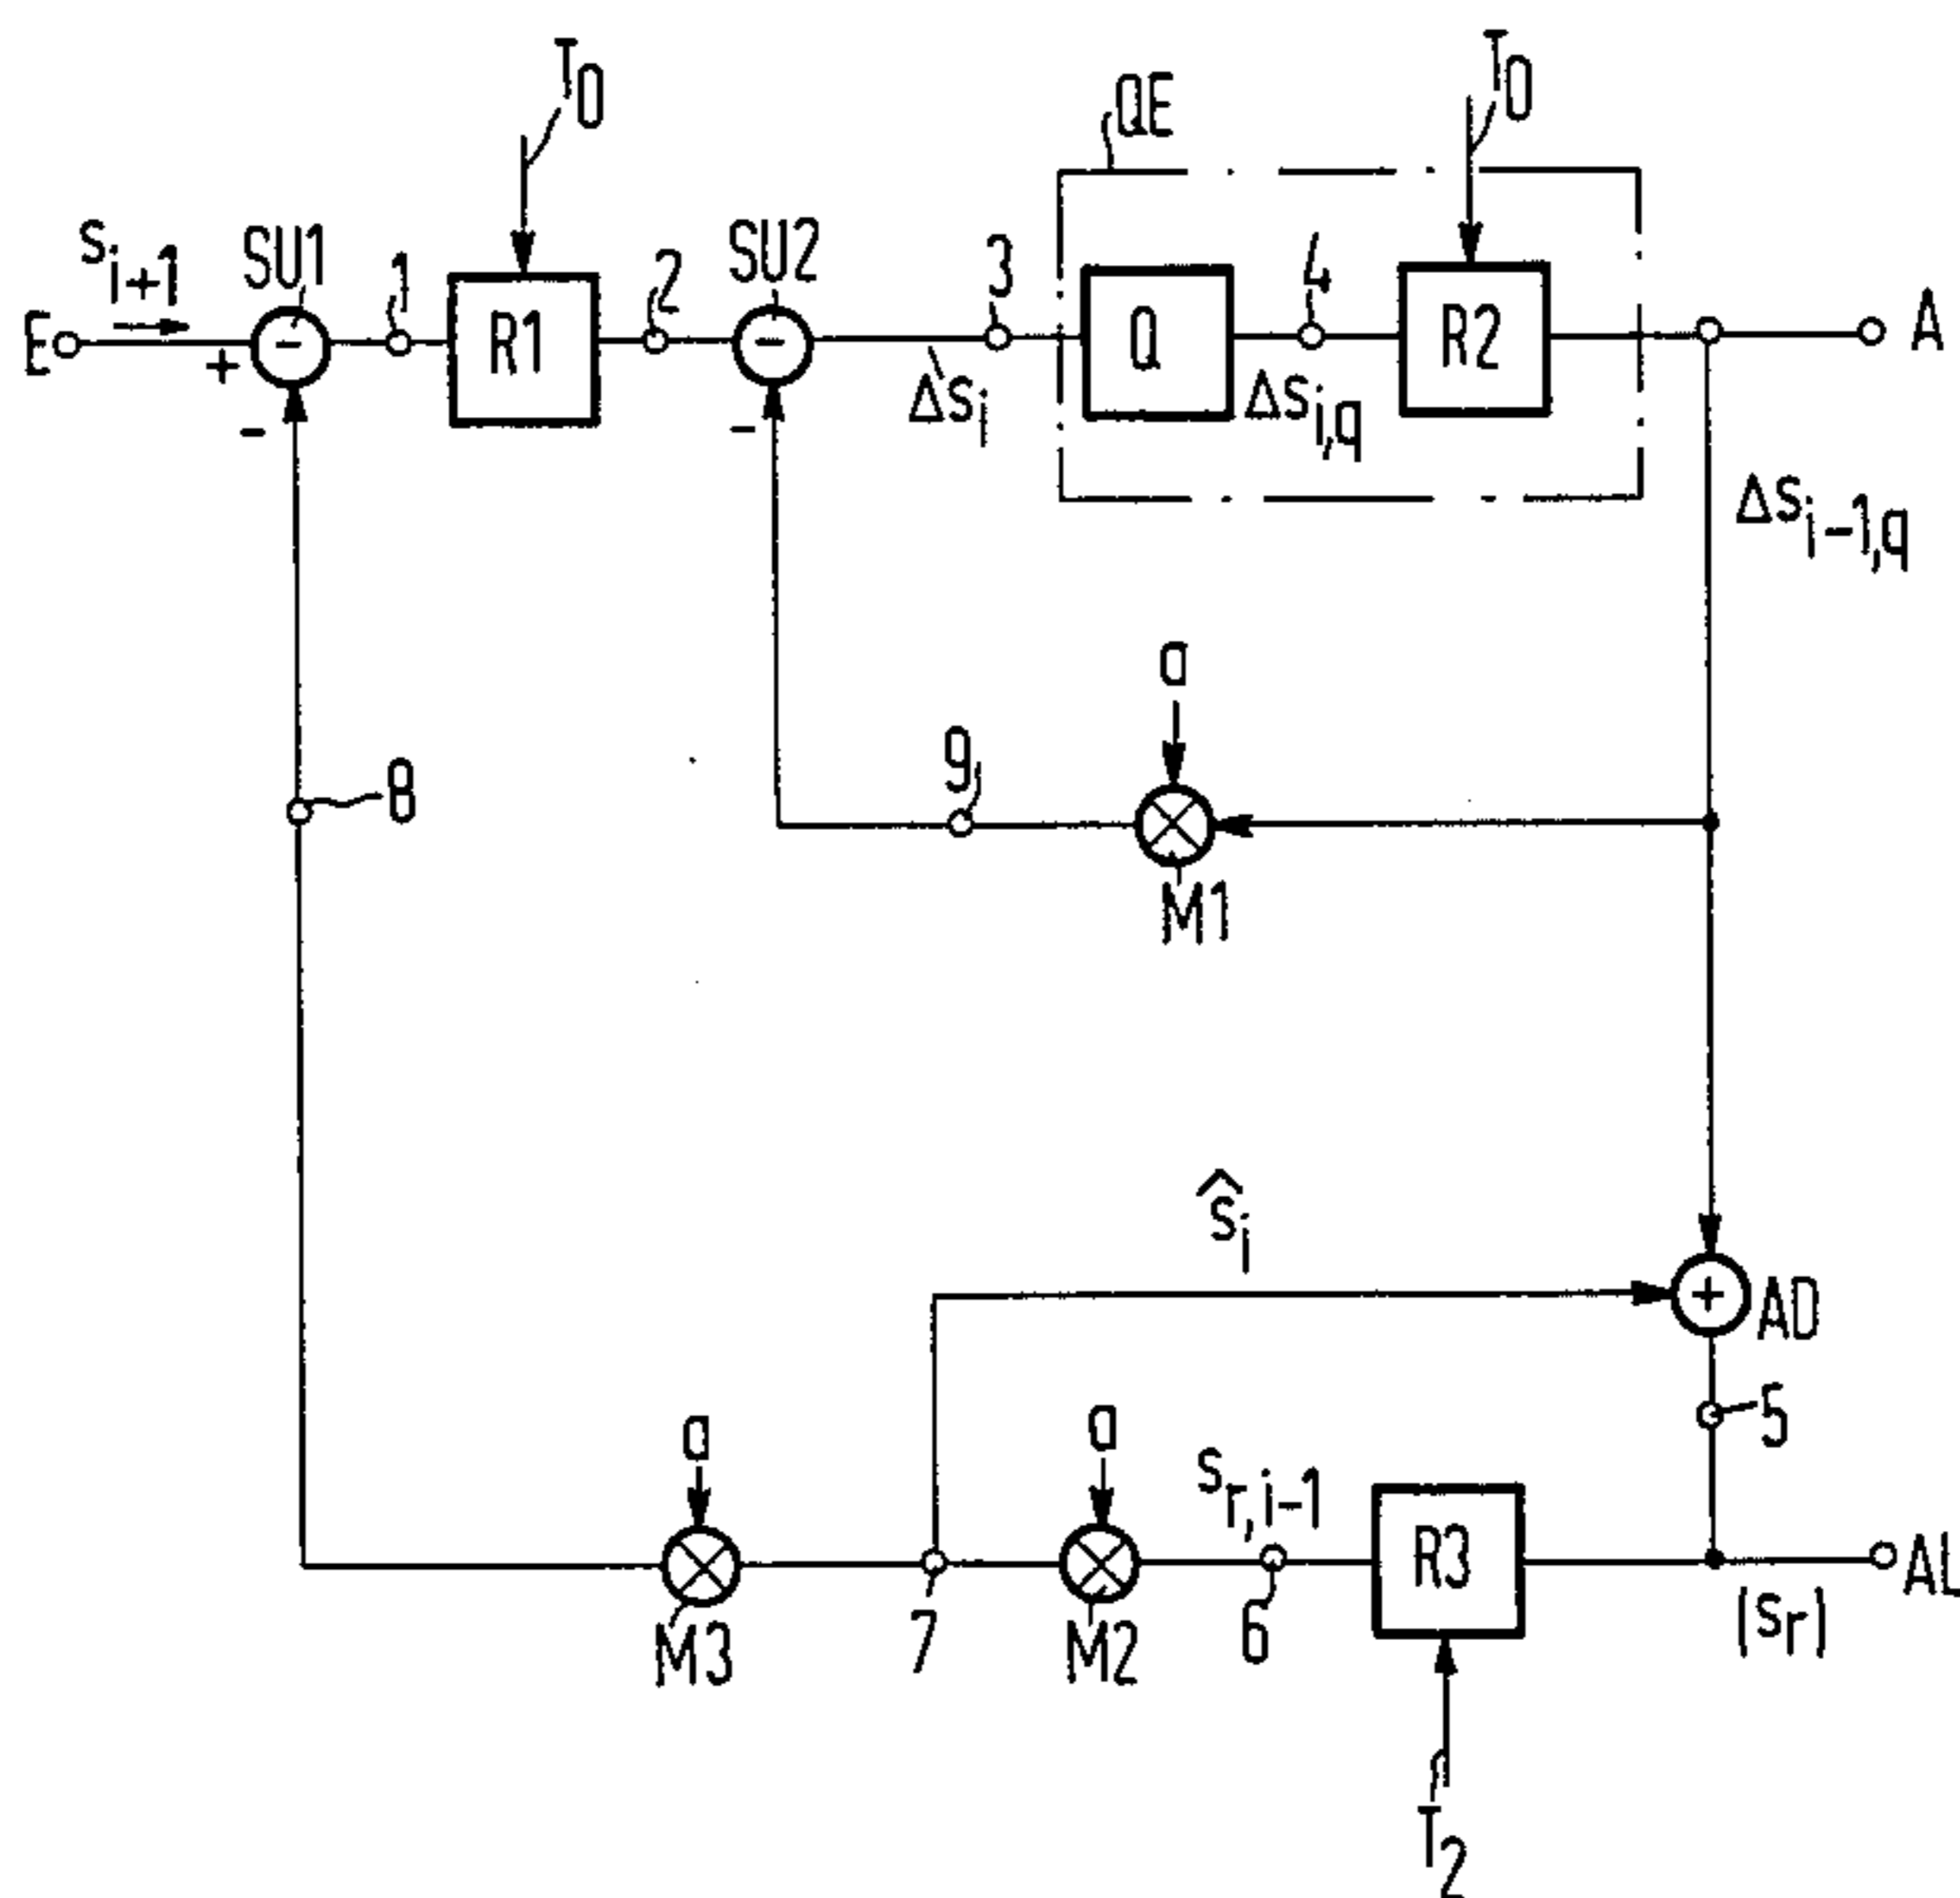 T0
T0
QE
si+1
SU1
1
2
SU2
3
4
E
+
-
R1
-
Q
R2
A
-
-
Δsi
Δsi,q
Δsi-1,q
a
9
8
M1
ŝi
+
AD
5
a
a
sr,i-1
R3
AL
(sr)
M3
7
M2
6
T2